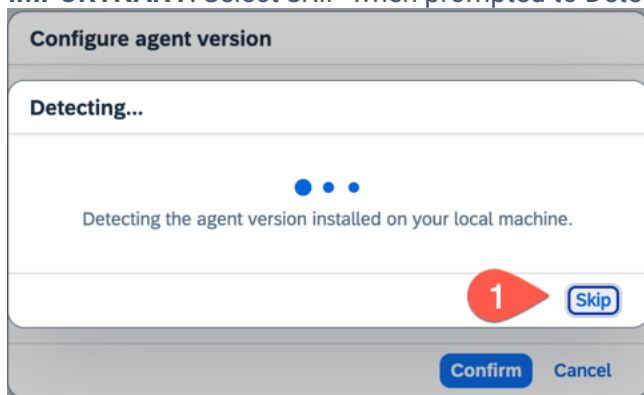 Configure agent version
Detecting...
Detecting the agent version installed on your local machine.
1
Skip
Confirm
Cancel